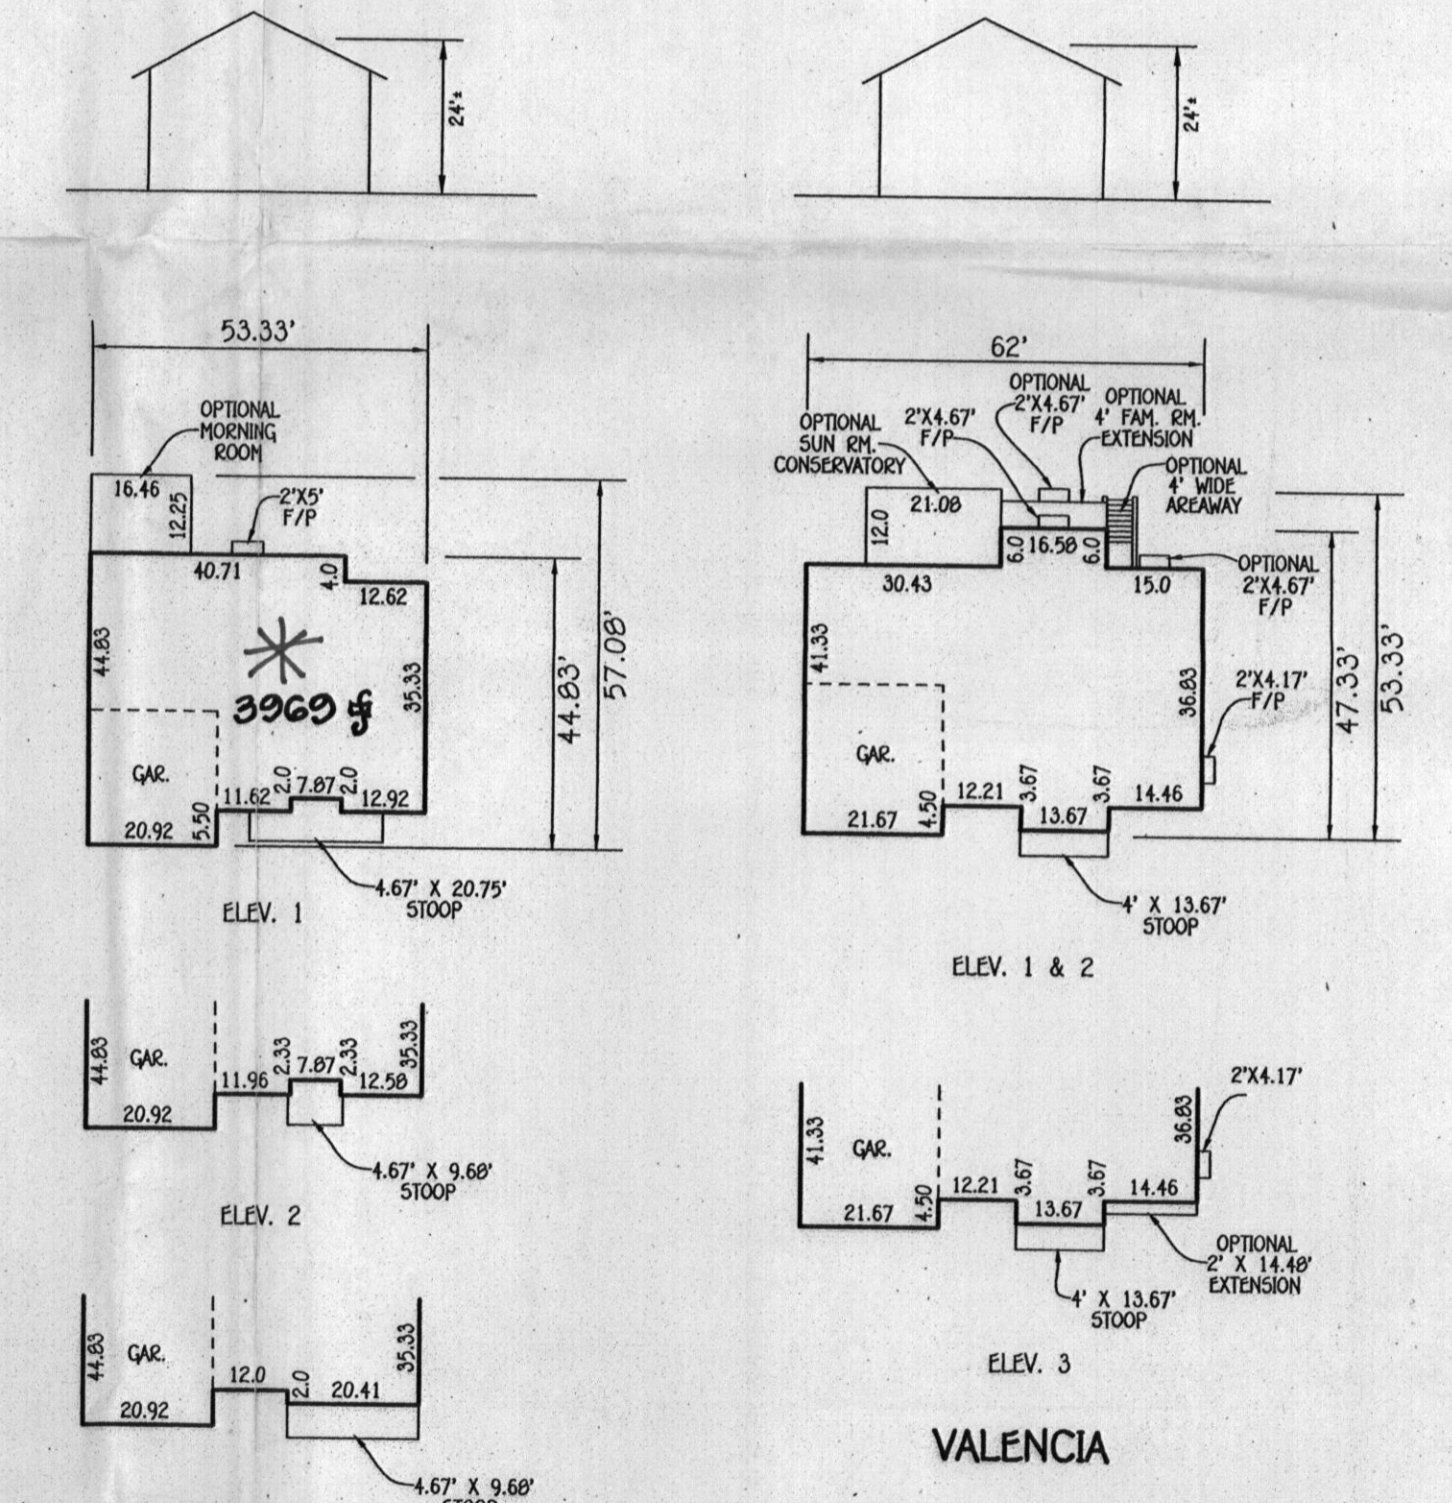 24'±
24'±
53.33'
OPTIONAL
MORNING
ROOM
16.46
12.25
2'X5'
F/P
40.71
4.0
12.62
44.83
3969 sf
35.33
44.83'
57.08'
GAR.
20.92
5.50
11.62
2.0
7.87
2.0
12.92
4.67' X 20.75'
STOOP
ELEV. 1
44.83
GAR.
20.92
11.96
2.33
7.87
2.33
12.58
35.33
4.67' X 9.68'
STOOP
ELEV. 2
44.83
GAR.
20.92
12.0
2.0
20.41
35.33
4.67' X 9.68'
STOOP
62'
OPTIONAL
SUN RM.
CONSERVATORY
2'X4.67'
F/P
OPTIONAL
2'X4.67'
F/P
OPTIONAL
4' FAM. RM.
EXTENSION
OPTIONAL
4' WIDE
AREAWAY
21.08
12.0
6.0
16.58
6.0
30.43
15.0
OPTIONAL
2'X4.67'
F/P
41.33
36.83
2'X4.17'
F/P
47.33'
53.33'
GAR.
21.67
4.50
12.21
3.67
13.67
3.67
14.46
4' X 13.67'
STOOP
ELEV. 1 & 2
41.33
GAR.
21.67
4.50
12.21
3.67
13.67
3.67
14.46
36.83
2'X4.17'
OPTIONAL
2' X 14.48'
EXTENSION
4' X 13.67'
STOOP
ELEV. 3
VALENCIA